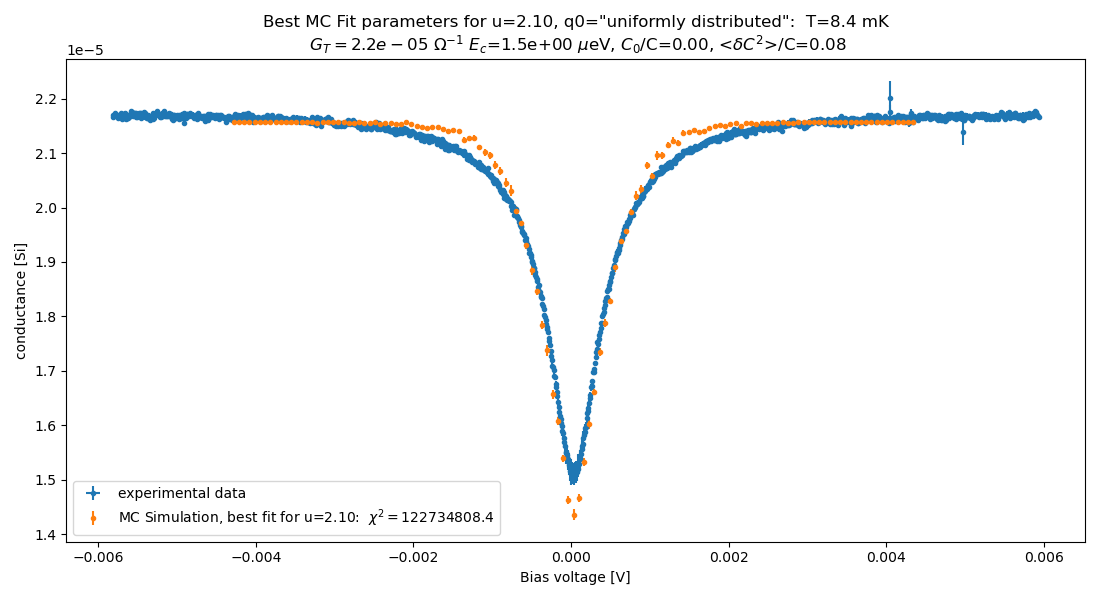 Best MC Fit parameters for u=2.10, q0="uniformly distributed":  T=8.4 mK
G_T = 2.2e − 05 Ω⁻¹ E_c=1.5e+00 μeV, C₀/C=0.00, <δC²>/C=0.08
1e−5
2.2
2.1
2.0
1.9
1.8
1.7
1.6
1.5
1.4
conductance [Si]
experimental data
MC Simulation, best fit for u=2.10:  χ² = 122734808.4
−0.006
−0.004
−0.002
0.000
0.002
0.004
0.006
Bias voltage [V]